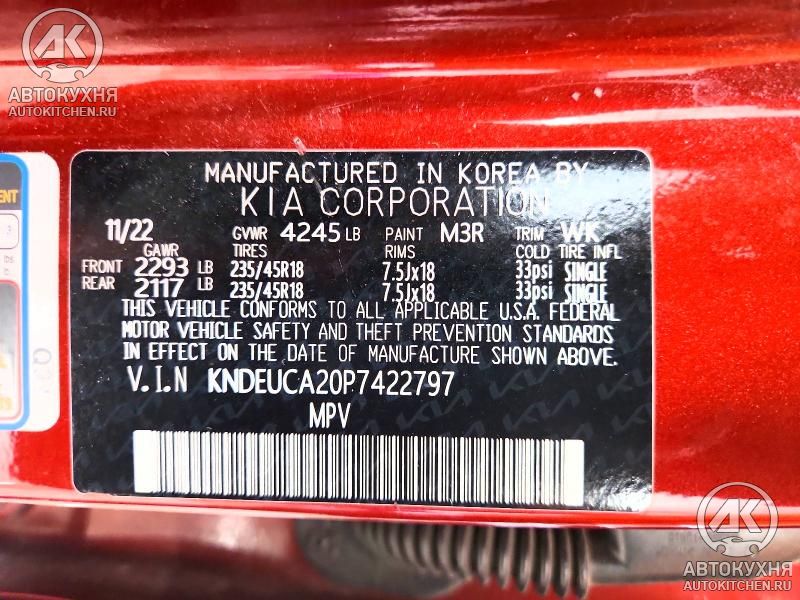 АВТОКУХНЯ
AUTOKITCHEN.RU
MANUFACTURED IN KOREA BY
KIA CORPORATION
11/22 GVWR 4245 LB PAINT M3R TRIM WK
GAWR TIRES RIMS COLD TIRE INFL
FRONT 2293 LB 235/45R18 7.5Jx18 33psi SINGLE
REAR 2117 LB 235/45R18 7.5Jx18 33psi SINGLE
THIS VEHICLE CONFORMS TO ALL APPLICABLE U.S.A. FEDERAL
MOTOR VEHICLE SAFETY AND THEFT PREVENTION STANDARDS
IN EFFECT ON THE DATE OF MANUFACTURE SHOWN ABOVE.
V.I.N KNDEUCA20P7422797
MPV
АВТОКУХНЯ
AUTOKITCHEN.RU